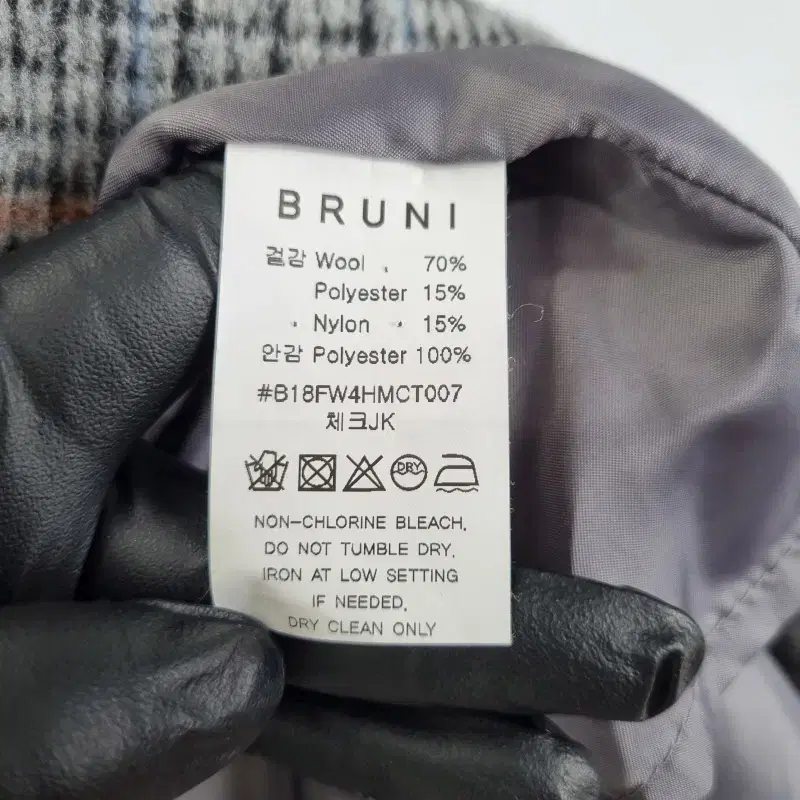 BRUNI
겉감 Wool 70%
Polyester 15%
Nylon 15%
안감 Polyester 100%
#B18FW4HMCT007
체크JK
DRY
NON-CHLORINE BLEACH,
DO NOT TUMBLE DRY,
IRON AT LOW SETTING
IF NEEDED,
DRY CLEAN ONLY